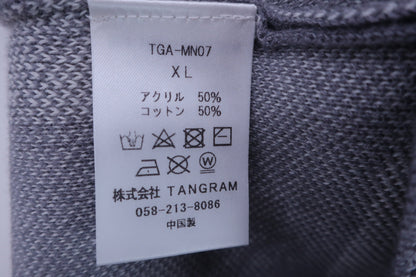 TGA-MN07
XL
アクリル 50%
コットン 50%
W
株式会社 TANGRAM
058-213-8086
中国製